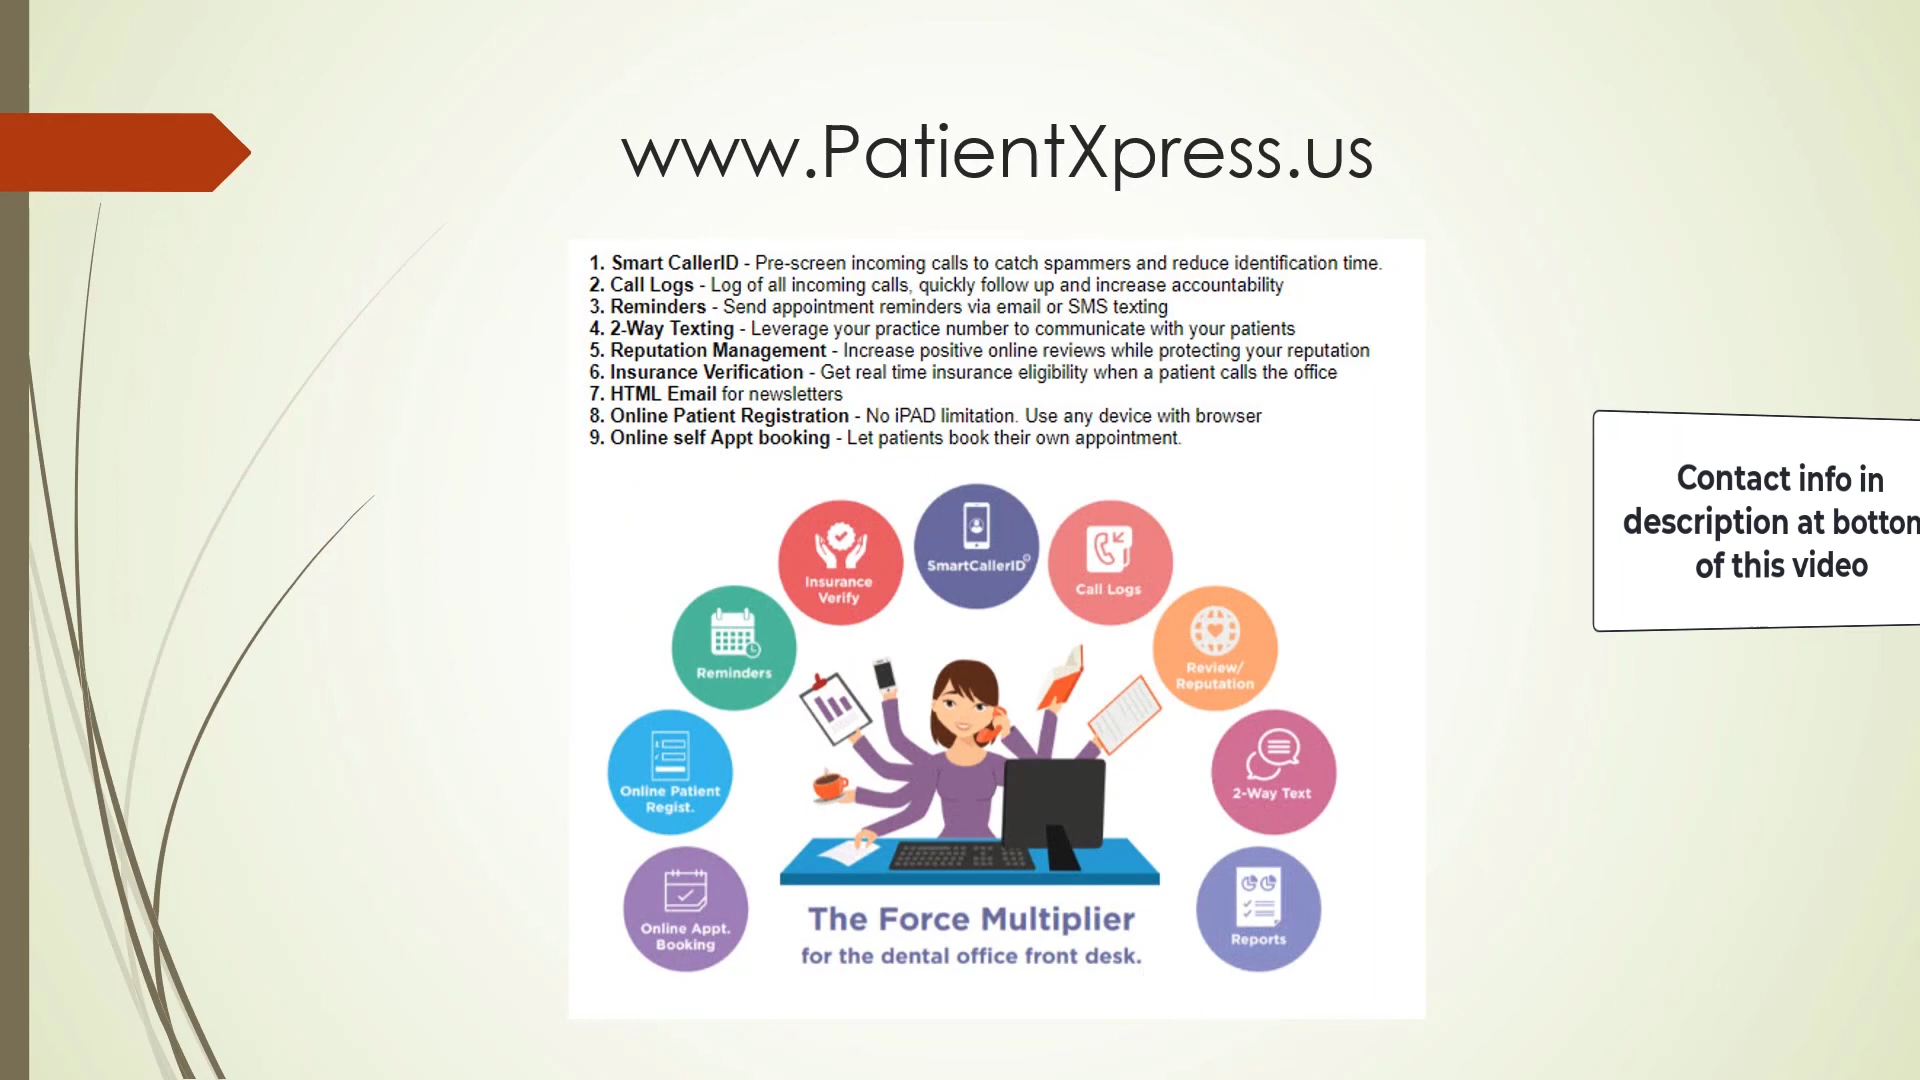 www.PatientXpress.us
1. Smart CallerID - Pre-screen incoming calls to catch spammers and reduce identification time.
2. Call Logs - Log of all incoming calls, quickly follow up and increase accountability
3. Reminders - Send appointment reminders via email or SMS texting
4. 2-Way Texting - Leverage your practice number to communicate with your patients
5. Reputation Management - Increase positive online reviews while protecting your reputation
6. Insurance Verification - Get real time insurance eligibility when a patient calls the office
7. HTML Email for newsletters
8. Online Patient Registration - No iPAD limitation. Use any device with browser
9. Online self Appt booking - Let patients book their own appointment.
Contact info in
description at bottom
of this video
SmartCallerID
Insurance
Verify
Call Logs
Reminders
Review/
Reputation
Online Patient
Regist.
2-Way Text
Online Appt.
Booking
Reports
The Force Multiplier
for the dental office front desk.